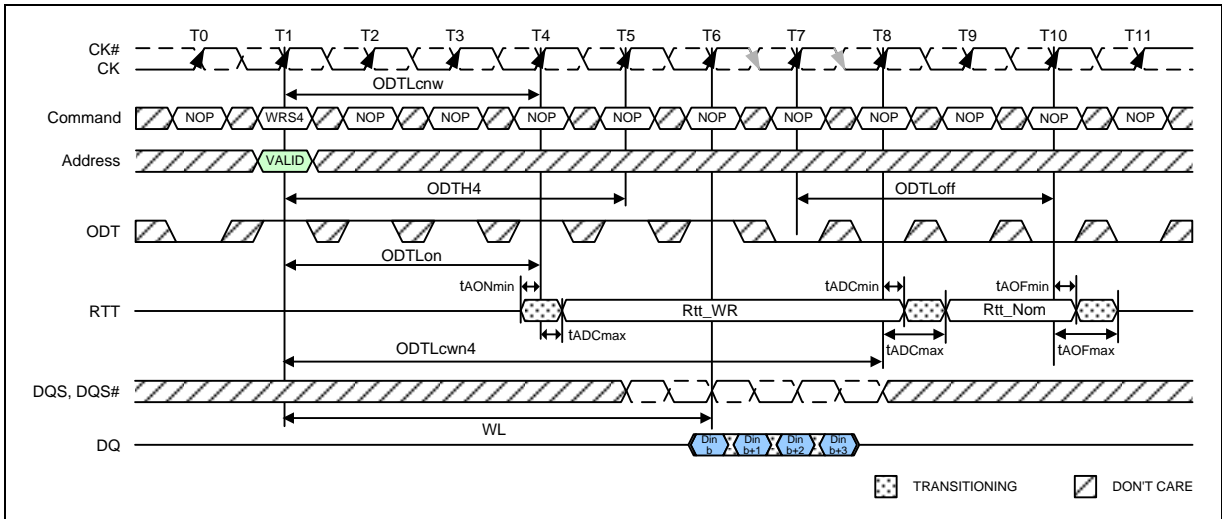 T0 T1 T2 T3 T4 T5 T6 T7 T8 T9 T10 T11
CK#
CK
ODTLcnw
Command NOP WRS4 NOP NOP NOP NOP NOP NOP NOP NOP NOP NOP
Address VALID
ODTH4 ODTLoff
ODT
ODTLon
tAONmin tADCmin tAOFmin
RTT Rtt_WR Rtt_Nom
tADCmax tADCmax tAOFmax
ODTLcwn4
DQS, DQS#
WL
DQ Din b Din b+1 Din b+2 Din b+3
TRANSITIONING DON'T CARE